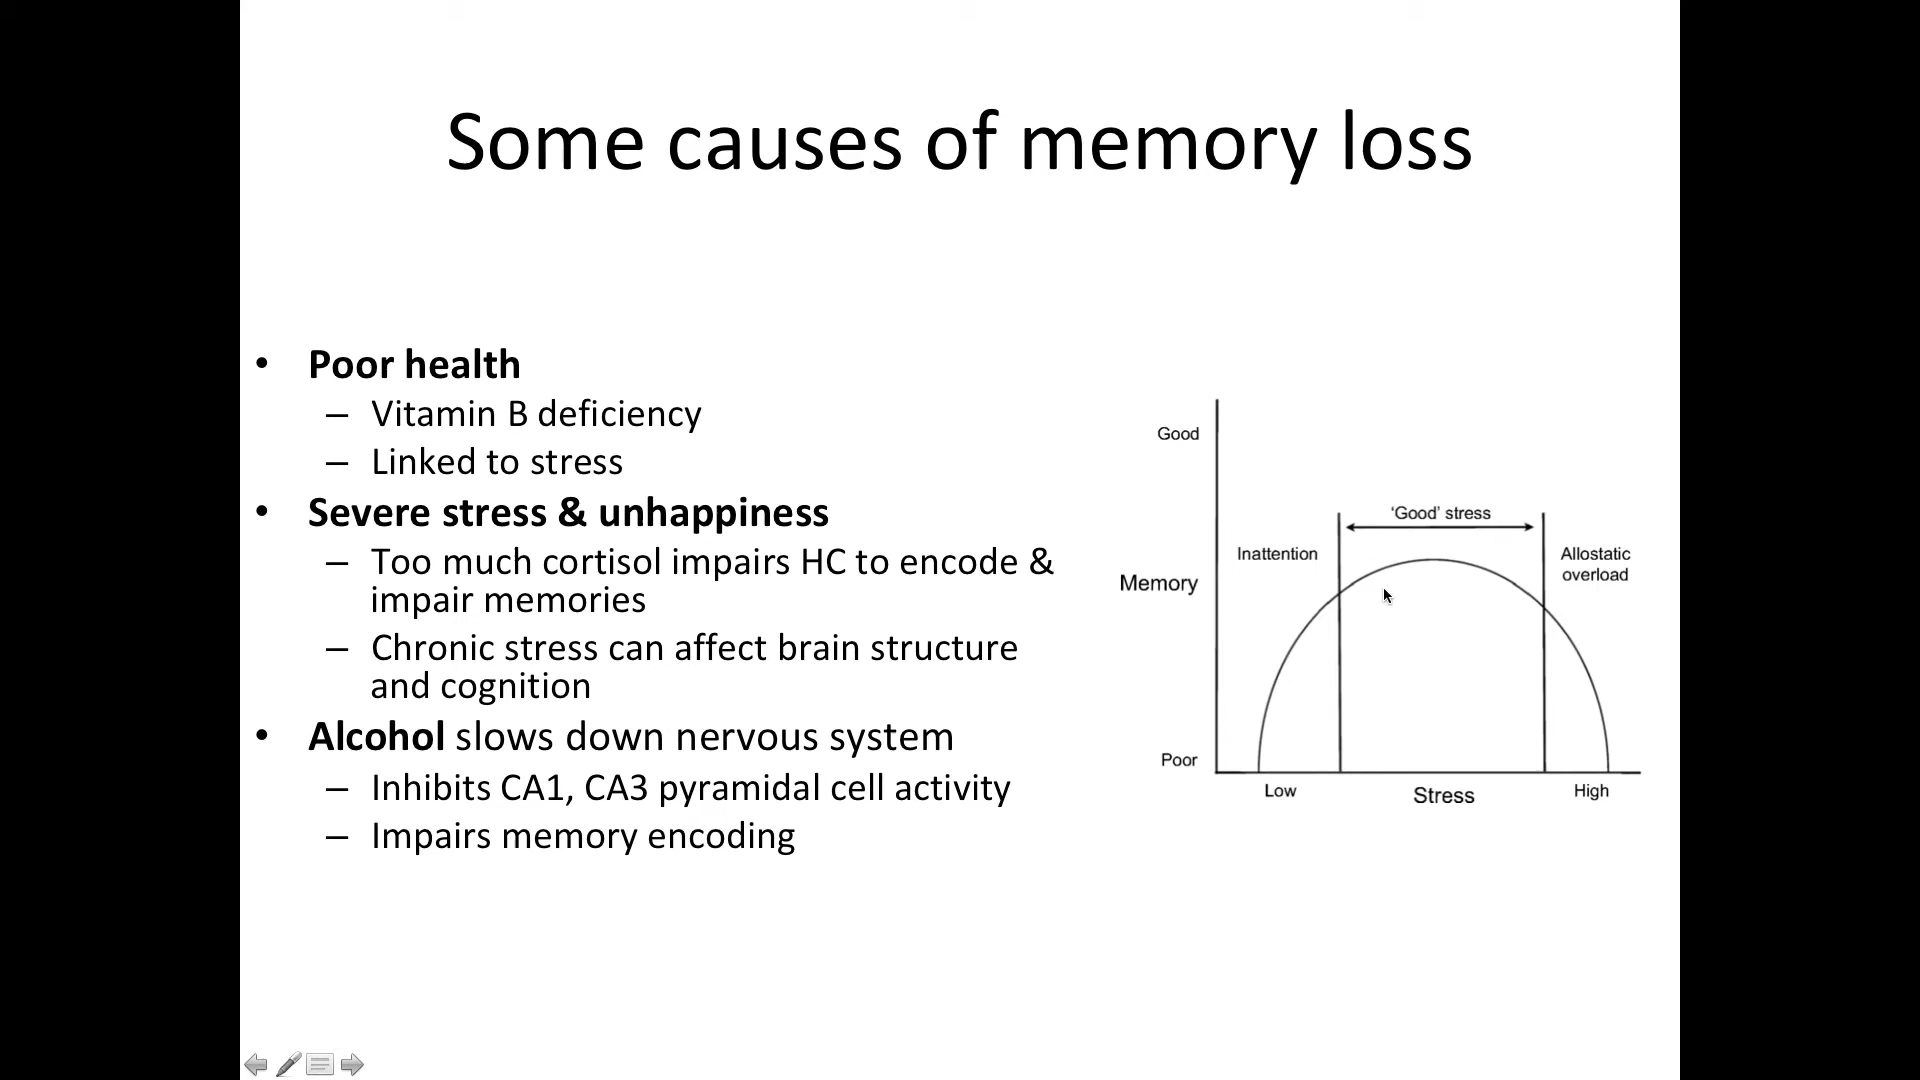 Some causes of memory loss
• Poor health
– Vitamin B deficiency
– Linked to stress
• Severe stress & unhappiness
– Too much cortisol impairs HC to encode &
impair memories
– Chronic stress can affect brain structure
and cognition
• Alcohol slows down nervous system
– Inhibits CA1, CA3 pyramidal cell activity
– Impairs memory encoding
Good
‘Good’ stress
Inattention
Allostatic
overload
Memory
Poor
Low
Stress
High